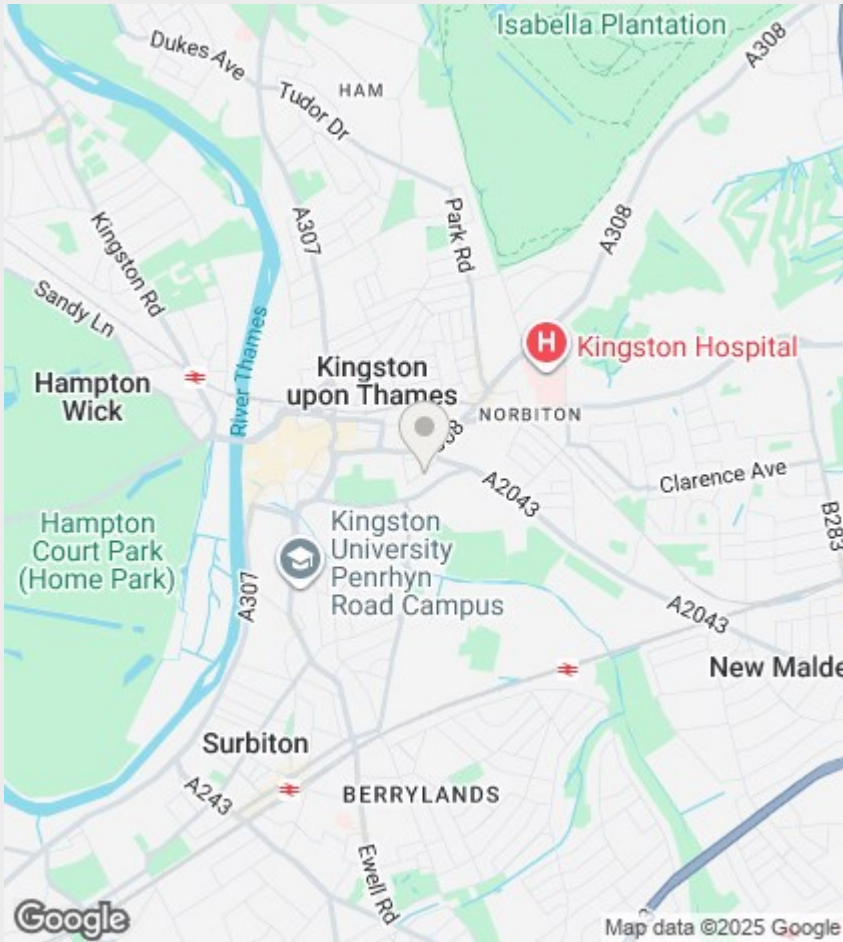 Isabella Plantation
A308
Dukes Ave
HAM
Tudor Dr
A307
Park Rd
A308
Kingston Rd
Sandy Ln
River Thames
H
Kingston Hospital
Kingston
upon Thames
Hampton
Wick
NORBITON
A2043
Clarence Ave
B283
Hampton
Court Park
(Home Park)
Kingston
University
Penrhyn
Road Campus
A307
A2043
New Malde
Surbiton
A243
BERRYLANDS
Ewell Rd
Google
Map data ©2025 Google